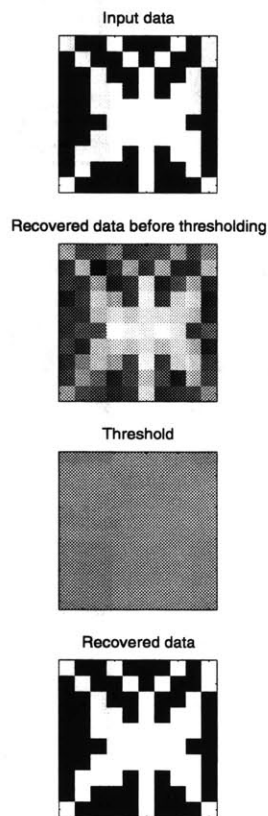 Input data
Recovered data before thresholding
Threshold
Recovered data